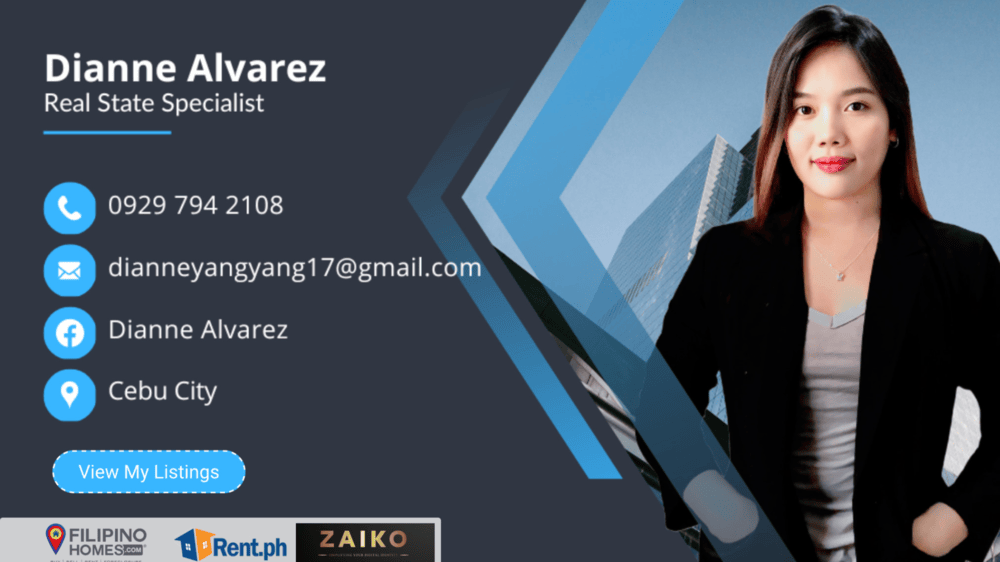 Dianne Alvarez
Real State Specialist
0929 794 2108
dianneyangyang17@gmail.com
Dianne Alvarez
Cebu City
View My Listings
FILIPINO
HOMES.COM
Rent.ph
ZAIKO